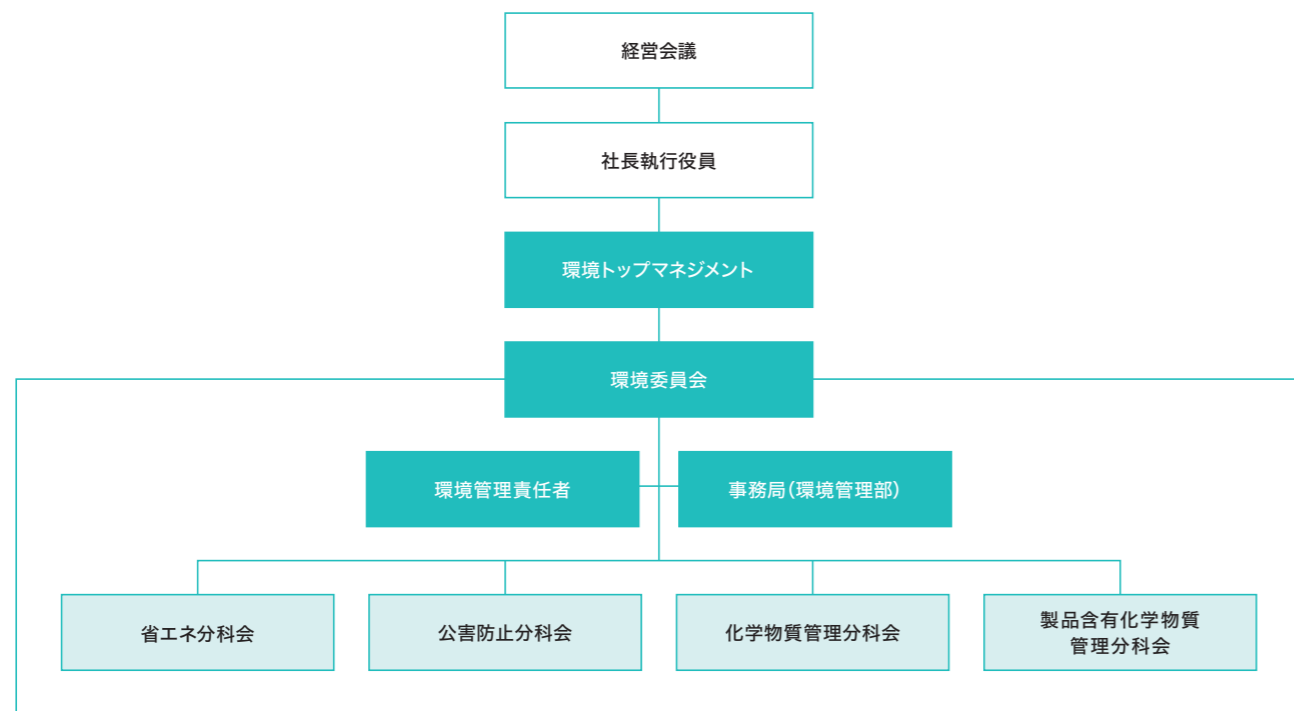 経営会議
社長執行役員
環境トップマネジメント
環境委員会
環境管理責任者
事務局(環境管理部)
省エネ分科会
公害防止分科会
化学物質管理分科会
製品含有化学物質
管理分科会